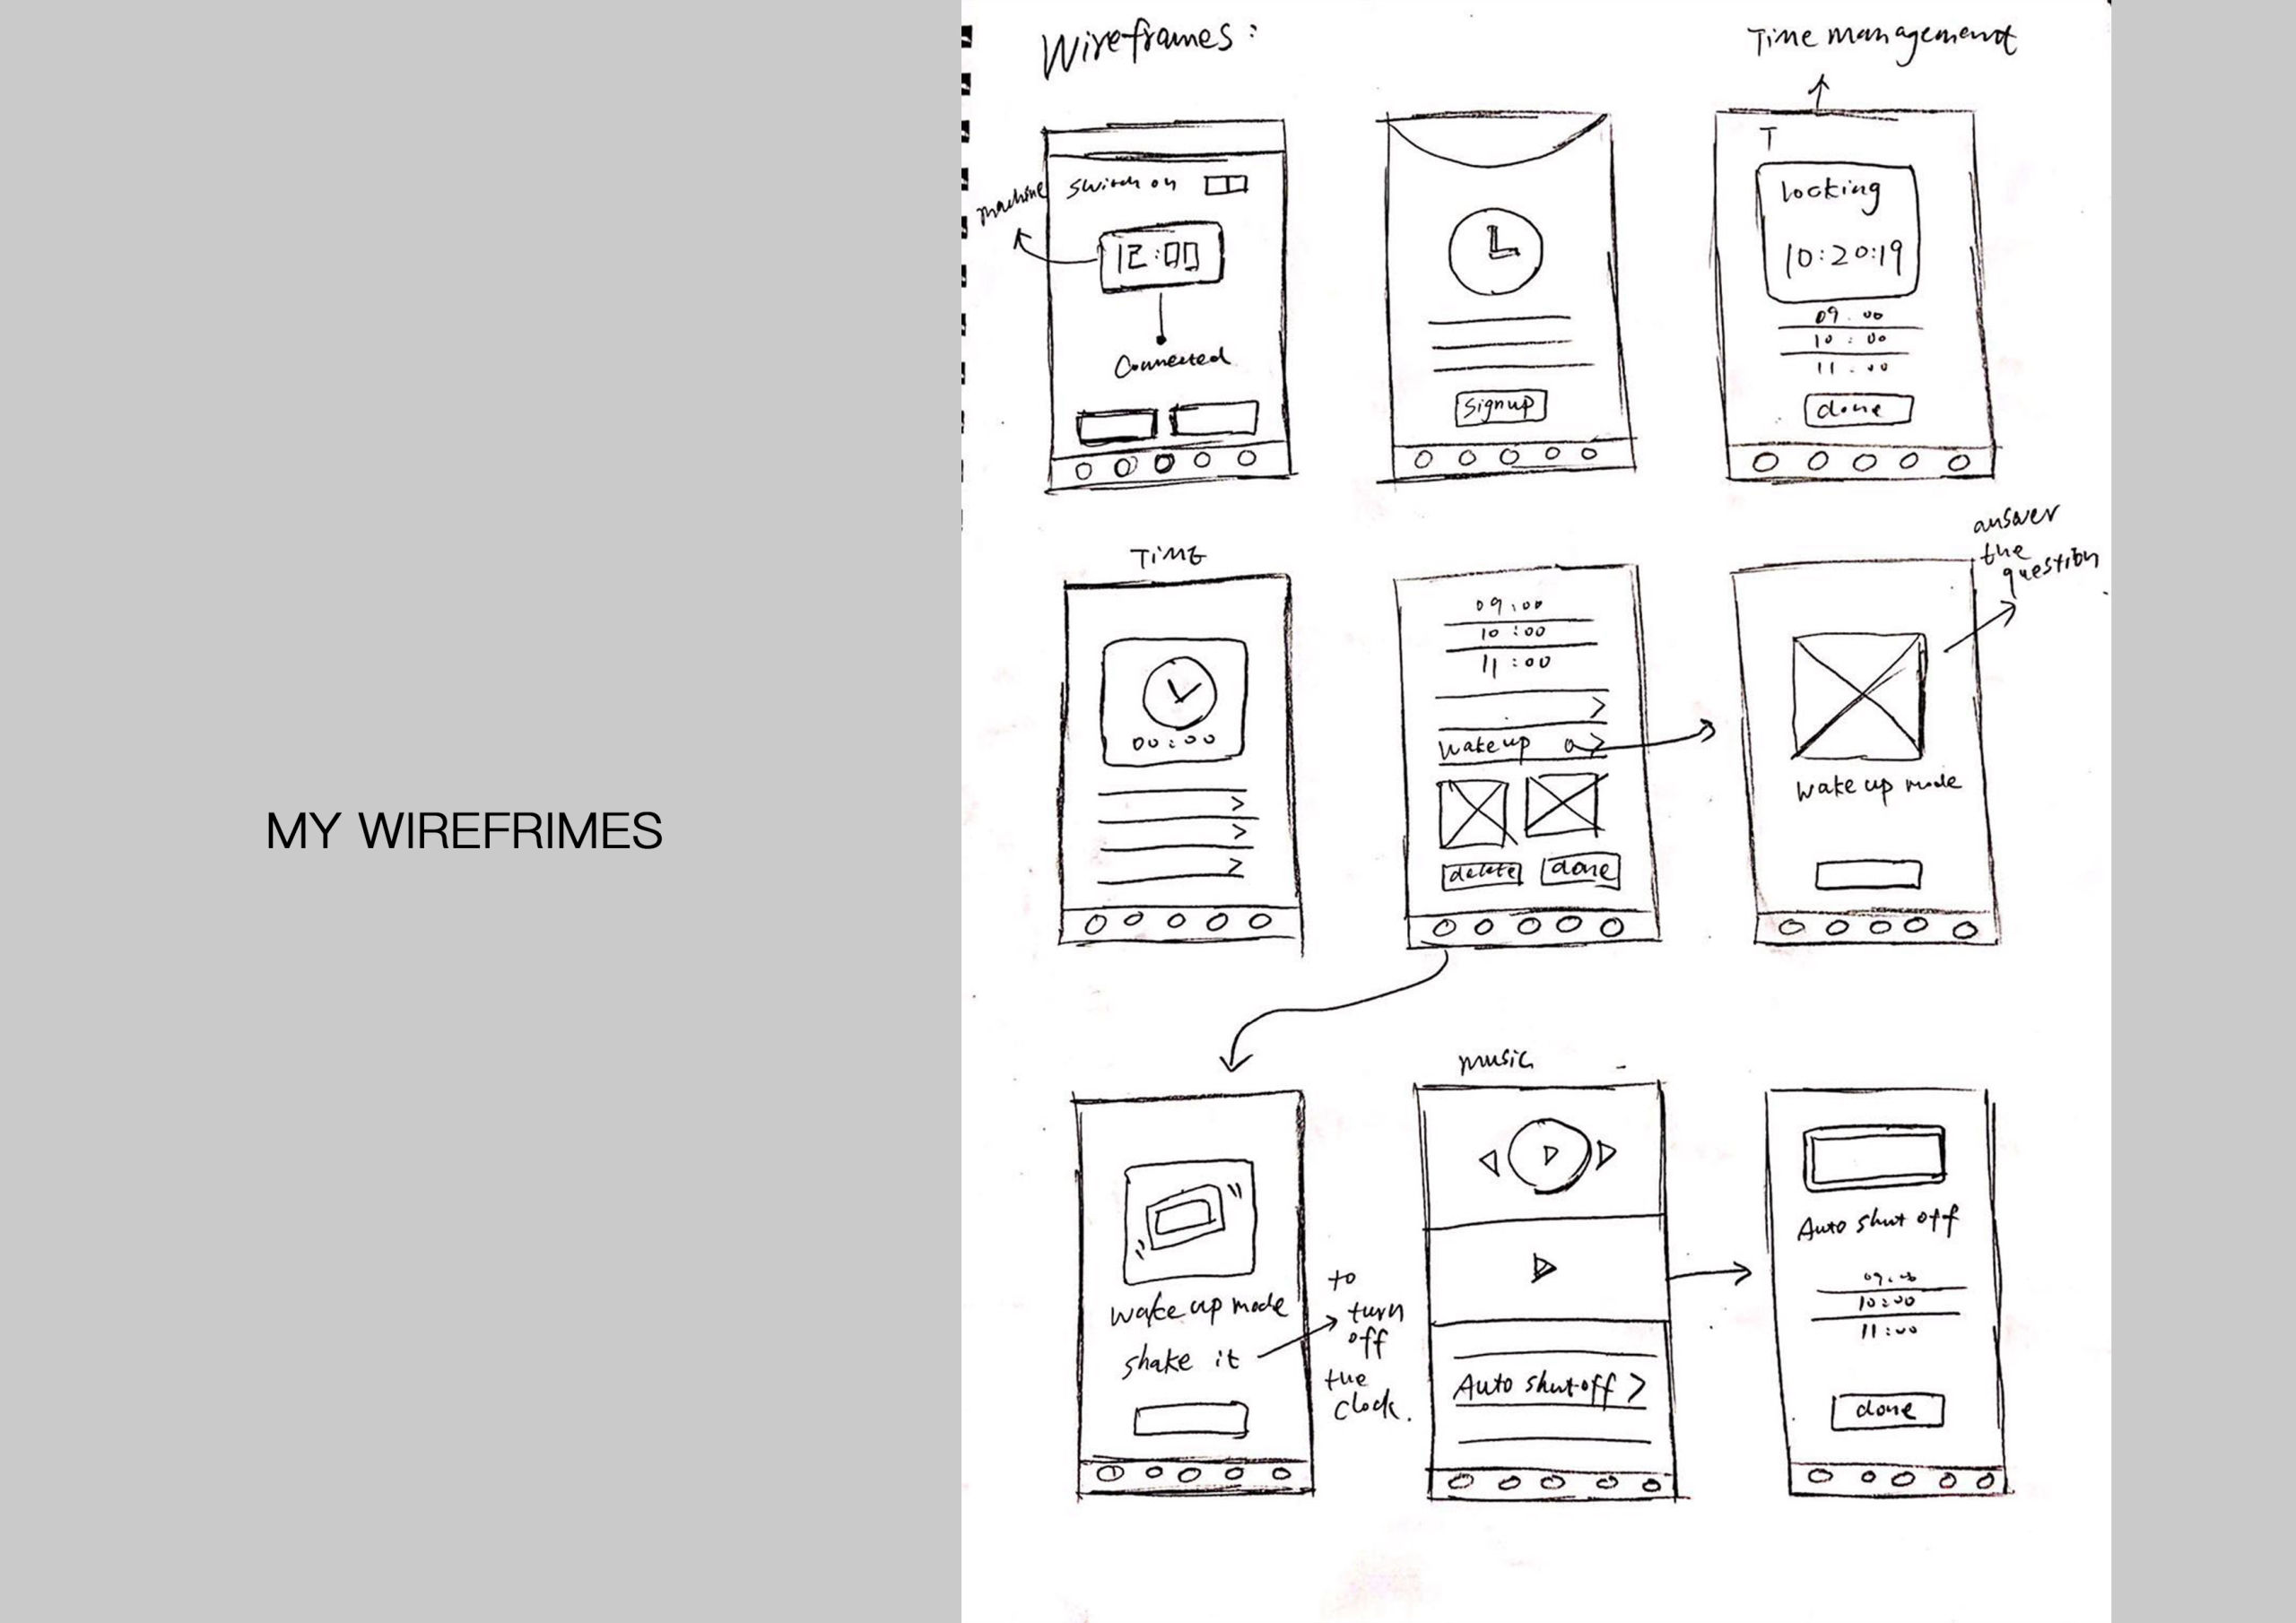 MY WIREFRIMES
Wireframes:
Time management
machine
Switch on
12:00
Connected
Signup
T
locking
10:20:19
09.00
10:00
11.00
done
TiME
00:00
09:00
10:00
11:00
Wake up
delete
done
answer
the
question
Wake up mode
wake up mode
shake it
to
turn
off
the
clock.
music
Auto shut off
Auto shut off
09.00
10:00
11:00
done